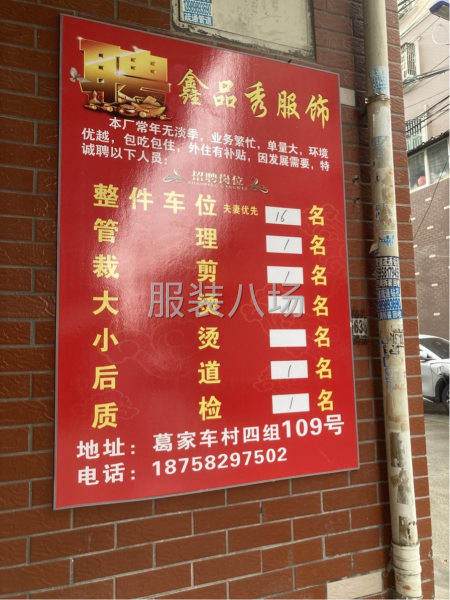 疏通管道
聘
鑫品秀服饰
本厂常年无淡季，业务繁忙，单量大，环境
优越，包吃包住，外住有补贴，因发展需要，特
诚聘以下人员：
招聘岗位
整件车位 夫妻优先 16 名
管理 1 名
裁剪 1 名
大烫 名
小烫 名
后道 1 名
质检 1 名
地址：葛家车村四组109号
电话：18758297502
服装八场